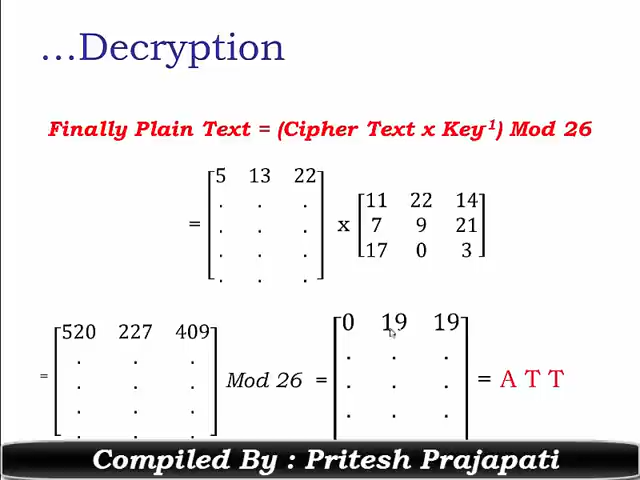 ...Decryption
Finally Plain Text = (Cipher Text x Key⁻¹) Mod 26
= [5 13 22
. . .
. . .
. . .
. . .] x [11 22 14
7 9 21
17 0 3]
= [520 227 409
. . .
. . .
. . .
. . .] Mod 26 = [0 19 19
. . .
. . .
. . .] = A T T
Compiled By : Pritesh Prajapati